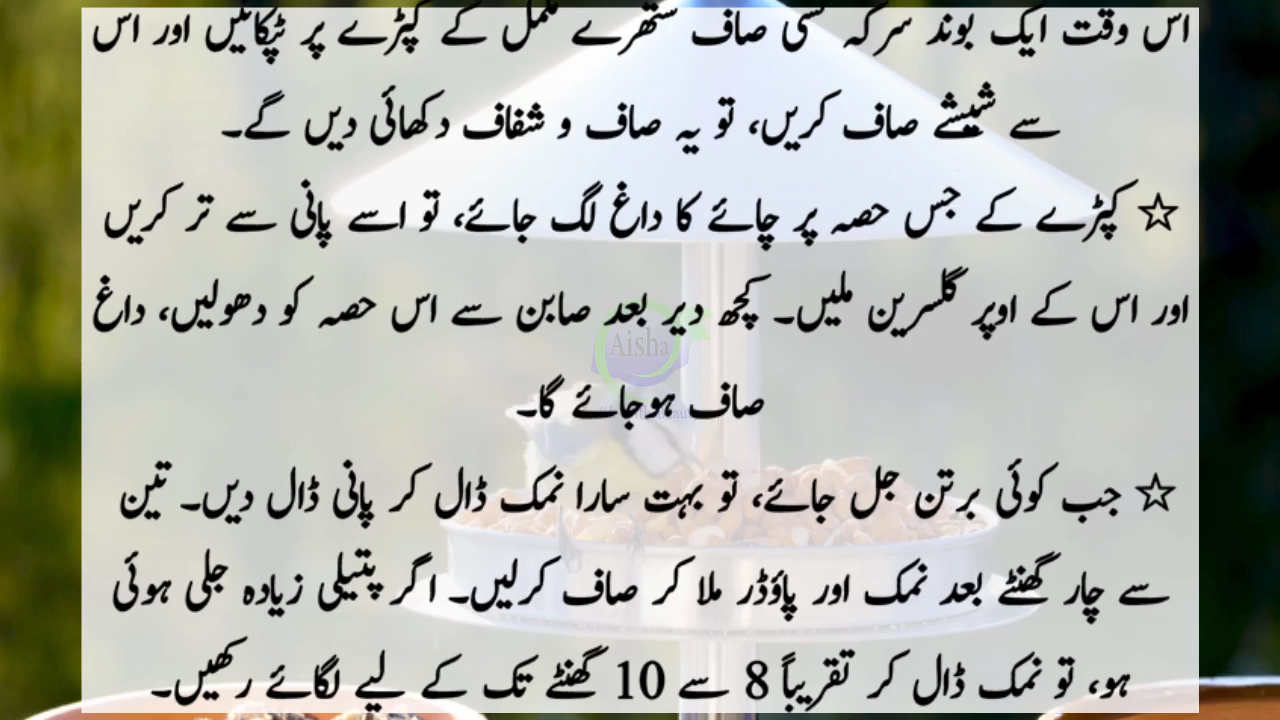 اس وقت ایک بوند سرکہ کسی صاف ستھرے ململ کے کپڑے پر ٹپکائیں اور اس
سے شیشے صاف کریں، تو یہ صاف و شفاف دکھائی دیں گے۔
☆ کپڑے کے جس حصہ پر چائے کا داغ لگ جائے، تو اسے پانی سے تر کریں
اور اس کے اوپر گلسرین ملیں۔ کچھ دیر بعد صابن سے اس حصہ کو دھولیں، داغ
Aisha
صاف ہوجائے گا۔
☆ جب کوئی برتن جل جائے، تو بہت سارا نمک ڈال کر پانی ڈال دیں۔ تین
سے چار گھنٹے بعد نمک اور پاؤڈر ملا کر صاف کرلیں۔ اگر پتیلی زیادہ جلی ہوئی
ہو، تو نمک ڈال کر تقریباً 8 سے 10 گھنٹے تک کے لیے لگائے رکھیں۔